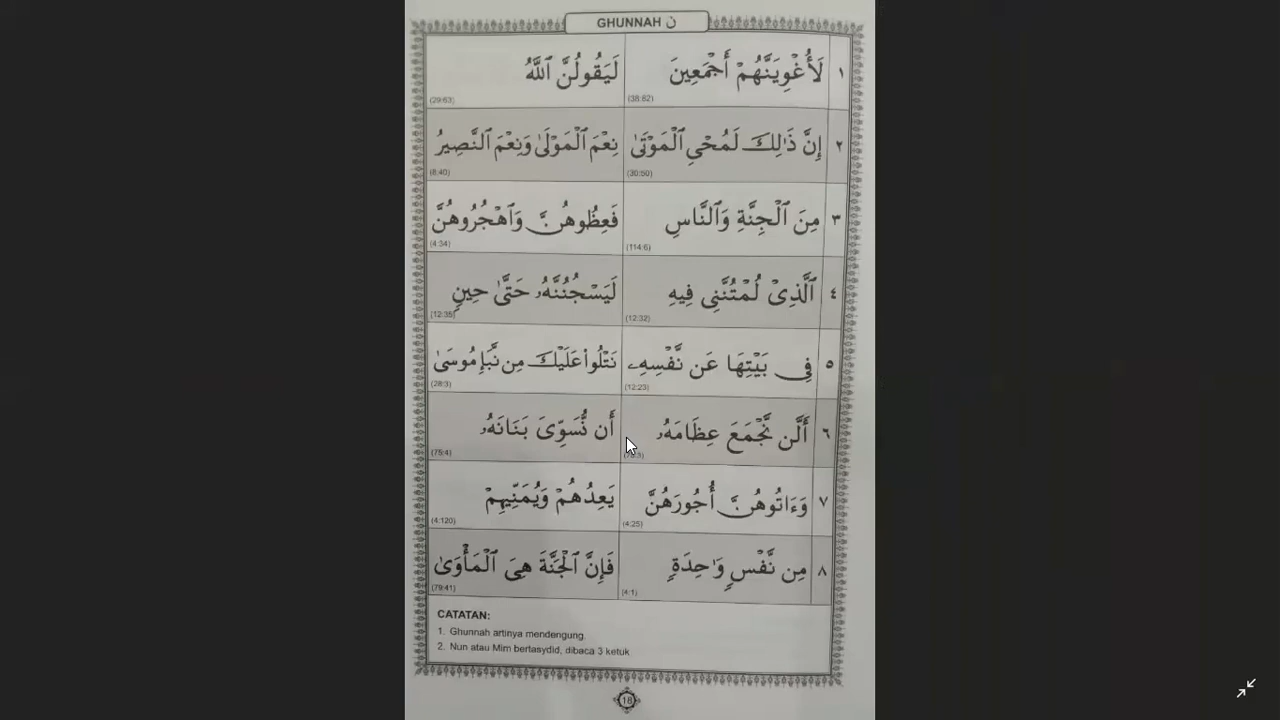 GHUNNAH ن
١ لَأُغْوِيَنَّهُمْ أَجْمَعِينَ (38:82) لَيَقُولُنَّ ٱللَّهُ (29:63)
٢ إِنَّ ذَٰلِكَ لَمُحْىِ ٱلْمَوْتَىٰ (30:50) نِعْمَ ٱلْمَوْلَىٰ وَنِعْمَ ٱلنَّصِيرُ (8:40)
٣ مِنَ ٱلْجِنَّةِ وَٱلنَّاسِ (114:6) فَعِظُوهُنَّ وَٱهْجُرُوهُنَّ (4:34)
٤ ٱلَّذِىْ لُمْتُنَّنِى فِيهِ (12:32) لَيَسْجُنُنَّهُۥ حَتَّىٰ حِينٍ (12:35)
٥ فِى بَيْتِهَا عَن نَّفْسِهِۦ (12:23) نَتْلُوا۟ عَلَيْكَ مِن نَّبَإِ مُوسَىٰ (28:3)
٦ أَلَّن نَّجْمَعَ عِظَامَهُۥ أَن نُّسَوِّىَ بَنَانَهُۥ (75:4)
٧ وَءَاتُوهُنَّ أُجُورَهُنَّ (4:25) يَعِدُهُمْ وَيُمَنِّيهِمْ (4:120)
٨ مِن نَّفْسٍ وَٰحِدَةٍ (4:1) فَإِنَّ ٱلْجَنَّةَ هِىَ ٱلْمَأْوَىٰ (79:41)
CATATAN:
1. Ghunnah artinya mendengung.
2. Nun atau Mim bertasydid, dibaca 3 ketuk
18